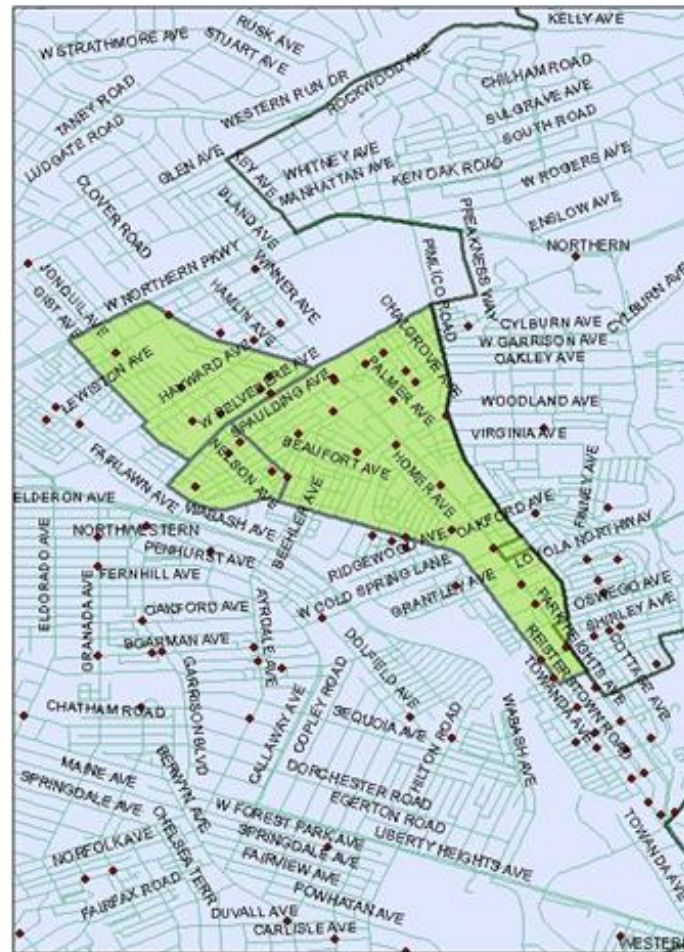 KELLY AVE
RUSK AVE
W STRATHMORE AVE
STUART AVE
ROCKWOOD AVE
CHILHAM ROAD
WESTERN RUN DR
TANEY ROAD
SULGRAVE AVE
LUDGATE ROAD
SOUTH ROAD
GLEN AVE
WHITNEY AVE
MANHATTAN AVE
KEN OAK ROAD
W ROGERS AVE
CLOVER ROAD
BLAND AVE
ENSLOW AVE
PREAKNESS WAY
NORTHERN
PIMLICO ROAD
W NORTHERN PKWY
WINNER AVE
JONQUIL AVE
GIST AVE
HAMLIN AVE
CYLBURN AVE
CHALGROVE AVE
CYLBURN AVE
W GARRISON AVE
OAKLEY AVE
HAYWARD AVE
PALMER AVE
LEWISTON AVE
W BELVEDERE AVE
SPAULDING AVE
WOODLAND AVE
VIRGINIA AVE
BEAUFORT AVE
NELSON AVE
HOMER AVE
FAIRLAWN AVE
WABASH AVE
BEEHLER AVE
FINNEY AVE
ELDERON AVE
OAKFORD AVE
LOYOLA NORTHWAY
NORTHWESTERN
PENHURST AVE
RIDGEWOOD AVE
W COLD SPRING LANE
GRANTLEY AVE
FERNHILL AVE
ELDORADO AVE
OSWEGO AVE
SHIRLEY AVE
OAKFORD AVE
AYRDALE AVE
PARK HEIGHTS AVE
COTTAGE AVE
GRANADA AVE
BOARMAN AVE
DOLFIELD AVE
REISTERSTOWN ROAD
TOWANDA AVE
GARRISON BLVD
CALLAWAY AVE
COPLEY ROAD
CHATHAM ROAD
SEQUOIA AVE
HILTON ROAD
WABASH AVE
MAINE AVE
SPRINGDALE AVE
BERWYN AVE
DORCHESTER ROAD
EGERTON ROAD
W FOREST PARK AVE
LIBERTY HEIGHTS AVE
SPRINGDALE AVE
CHELSEA TERR
NORFOLK AVE
FAIRVIEW AVE
TOWANDA AVE
FAIRFAX ROAD
POWHATAN AVE
DUVALL AVE
CARLISLE AVE
WESTERN